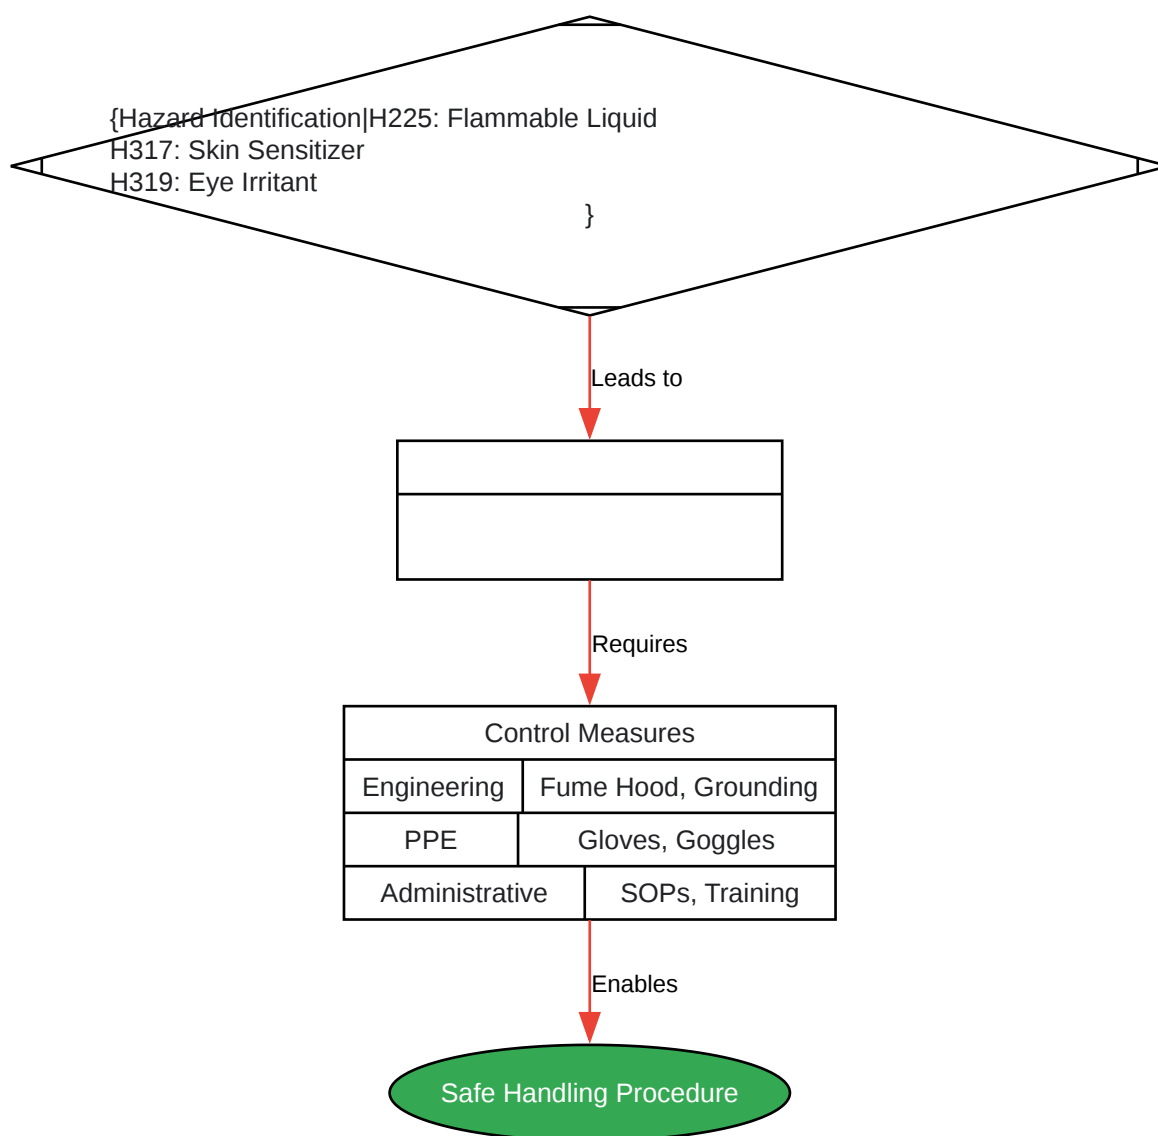 {Hazard Identification|H225: Flammable Liquid
H317: Skin Sensitizer
H319: Eye Irritant
}
Leads to
Requires
Control Measures
Engineering Fume Hood, Grounding
PPE Gloves, Goggles
Administrative SOPs, Training
Enables
Safe Handling Procedure